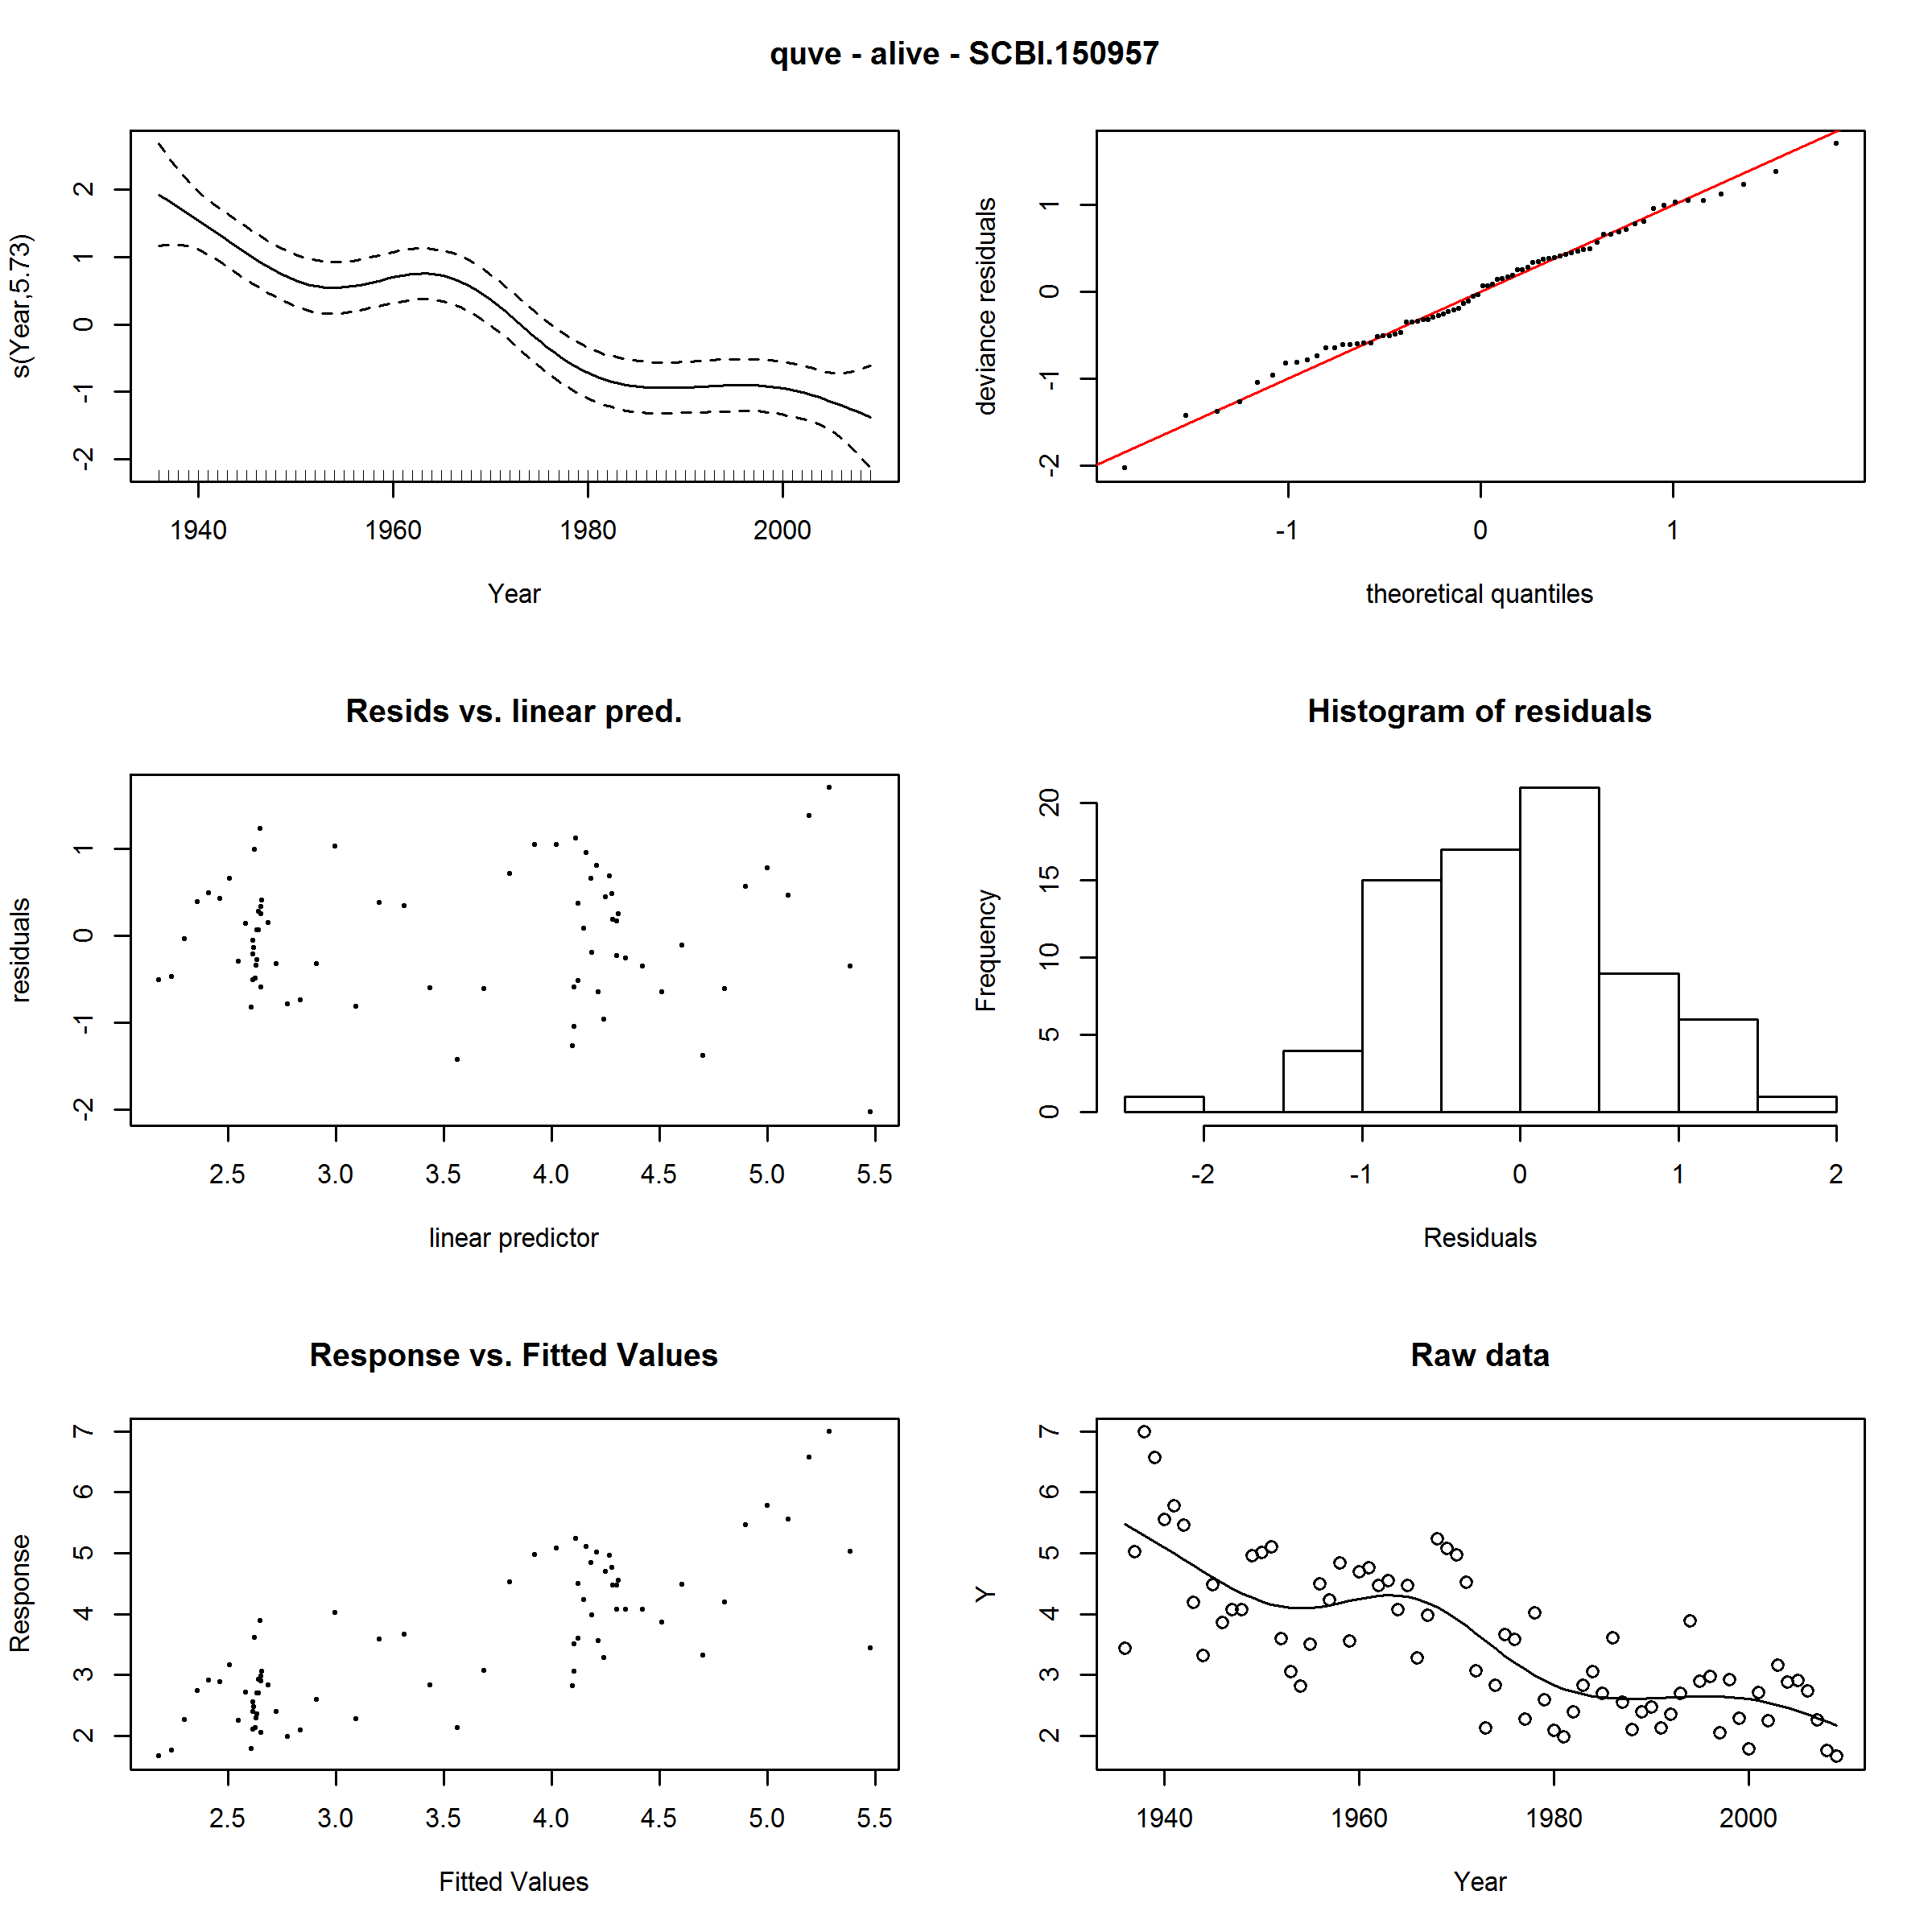 quve - alive - SCBI.150957
s(Year,5.73)
2
1
0
-1
-2
1940 1960 1980 2000
Year
deviance residuals
1
0
-1
-2
-1 0 1
theoretical quantiles
Resids vs. linear pred.
residuals
1
0
-1
-2
2.5 3.0 3.5 4.0 4.5 5.0 5.5
linear predictor
Histogram of residuals
Frequency
20
15
10
5
0
-2 -1 0 1 2
Residuals
Response vs. Fitted Values
Response
7
6
5
4
3
2
2.5 3.0 3.5 4.0 4.5 5.0 5.5
Fitted Values
Raw data
Y
7
6
5
4
3
2
1940 1960 1980 2000
Year